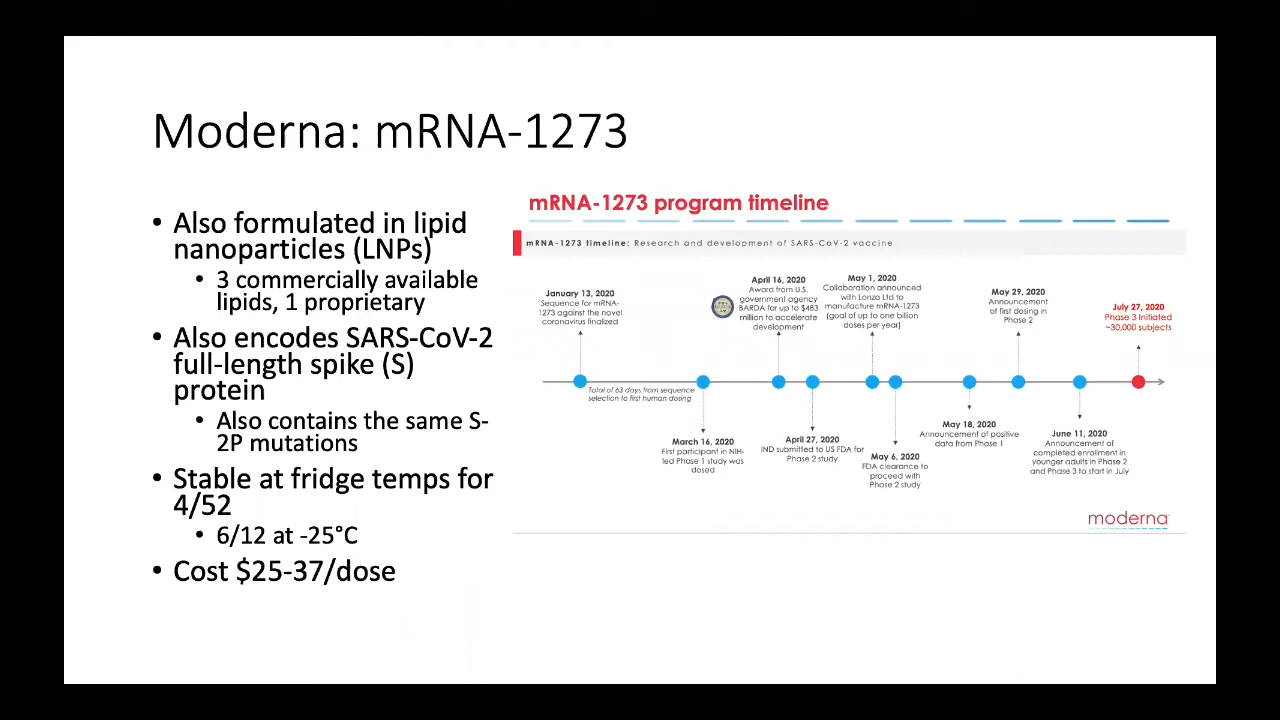 Moderna: mRNA-1273
• Also formulated in lipid
nanoparticles (LNPs)
• 3 commercially available
lipids, 1 proprietary
• Also encodes SARS-CoV-2
full-length spike (S)
protein
• Also contains the same S-
2P mutations
• Stable at fridge temps for
4/52
• 6/12 at -25°C
• Cost $25-37/dose
mRNA-1273 program timeline
mRNA-1273 timeline: Research and development of SARS-CoV-2 vaccine
January 13, 2020
Sequence for mRNA-
1273 against the novel
coronavirus finalized
April 16, 2020
Award from U.S.
government agency
BARDA for up to $483
million to accelerate
development
May 1, 2020
Collaboration announced
with Lonza Ltd to
manufacture mRNA-1273
(goal of up to one billion
doses per year)
May 29, 2020
Announcement
of first dosing in
Phase 2
July 27, 2020
Phase 3 Initiated
~30,000 subjects
Total of 63 days from sequence
selection to first human dosing
March 16, 2020
First participant in NIH-
led Phase 1 study was
dosed
April 27, 2020
IND submitted to US FDA for
Phase 2 study
May 6, 2020
FDA clearance to
proceed with
Phase 2 study
May 18, 2020
Announcement of positive
data from Phase 1
June 11, 2020
Announcement of
completed enrollment in
younger adults in Phase 2
and Phase 3 to start in July
moderna